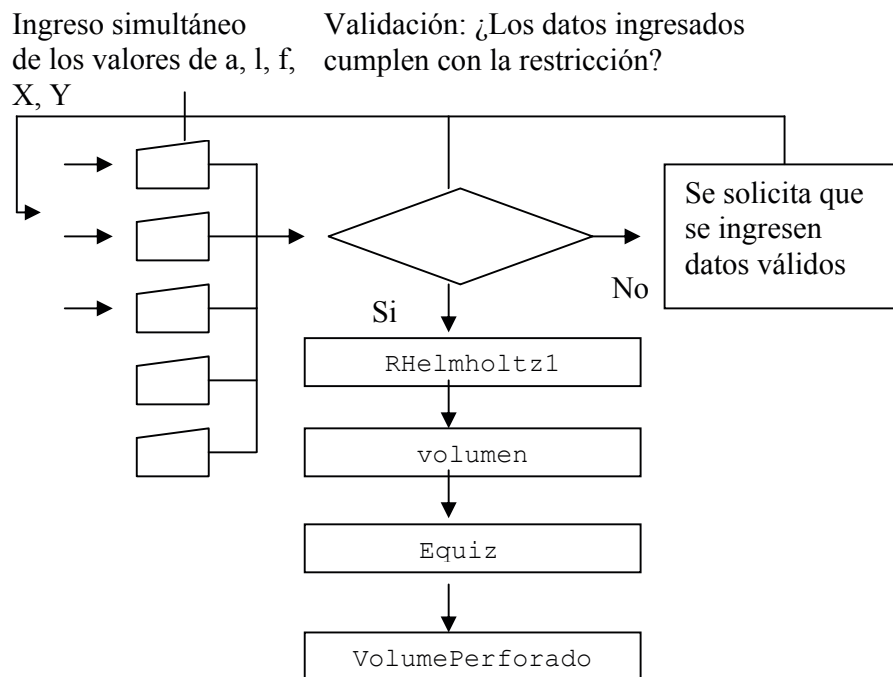 Ingreso simultáneo
de los valores de a, l, f,
X, Y
Validación: ¿Los datos ingresados
cumplen con la restricción?
Se solicita que
se ingresen
datos válidos
No
Si
RHelmholtz1
volumen
Equiz
VolumePerforado